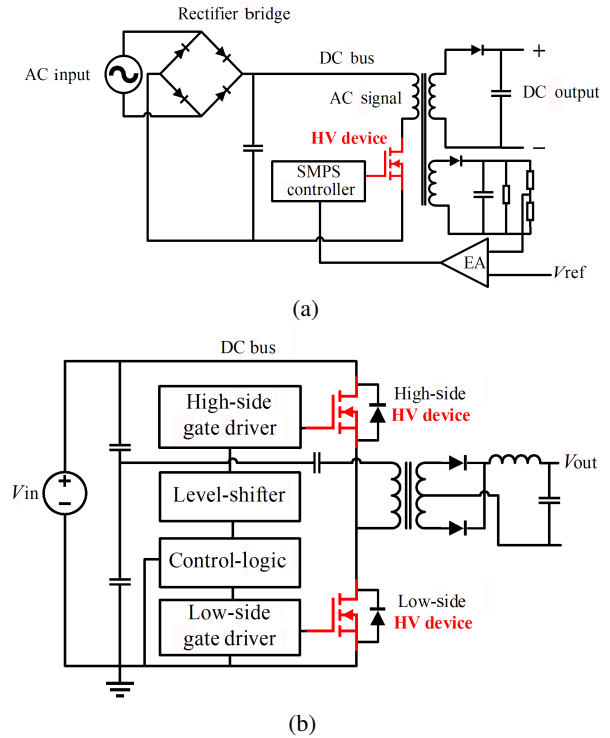 Rectifier bridge
AC input
DC bus
AC signal
+
DC output
−
HV device
SMPS
controller
EA
Vref
(a)
DC bus
High-side
gate driver
High-side
HV device
Vin
+
−
Level-shifter
Vout
Control-logic
Low-side
gate driver
Low-side
HV device
(b)